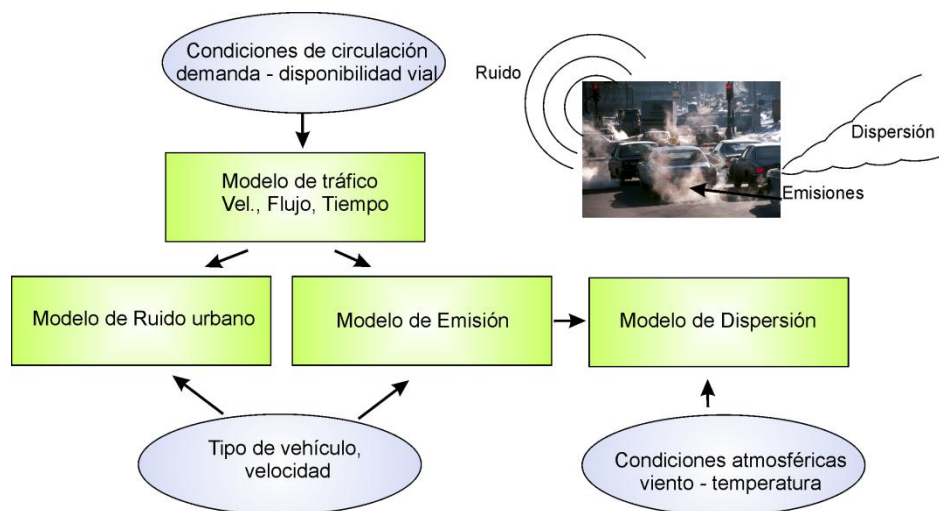 Condiciones de circulación
demanda - disponibilidad vial
Ruido
Dispersión
Emisiones
Modelo de tráfico
Vel., Flujo, Tiempo
Modelo de Ruido urbano
Modelo de Emisión
Modelo de Dispersión
Tipo de vehículo,
velocidad
Condiciones atmosféricas
viento - temperatura